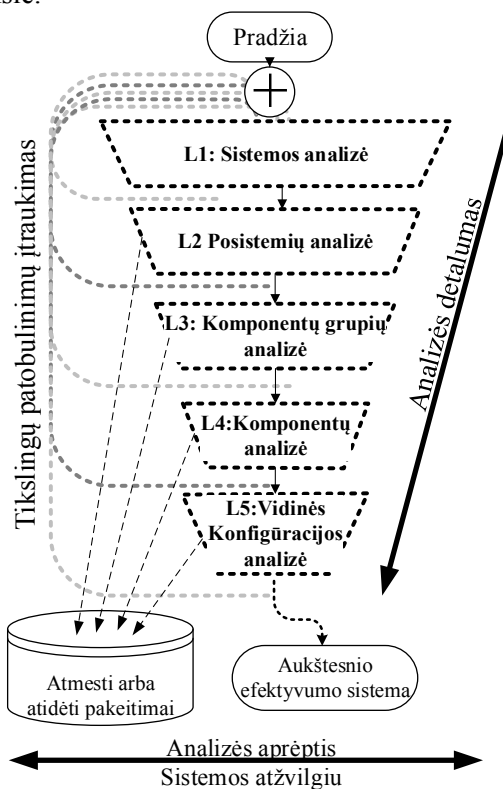 Pradžia
L1: Sistemos analizė
L2 Posistemių analizė
L3: Komponentų grupių
analizė
L4:Komponentų
analizė
L5:Vidinės
Konfigūracijos
analizė
Tikslingų patobulinimų įtraukimas
Analizės detalumas
Atmesti arba
atidėti pakeitimai
Aukštesnio
efektyvumo sistema
Analizės aprėptis
Sistemos atžvilgiu